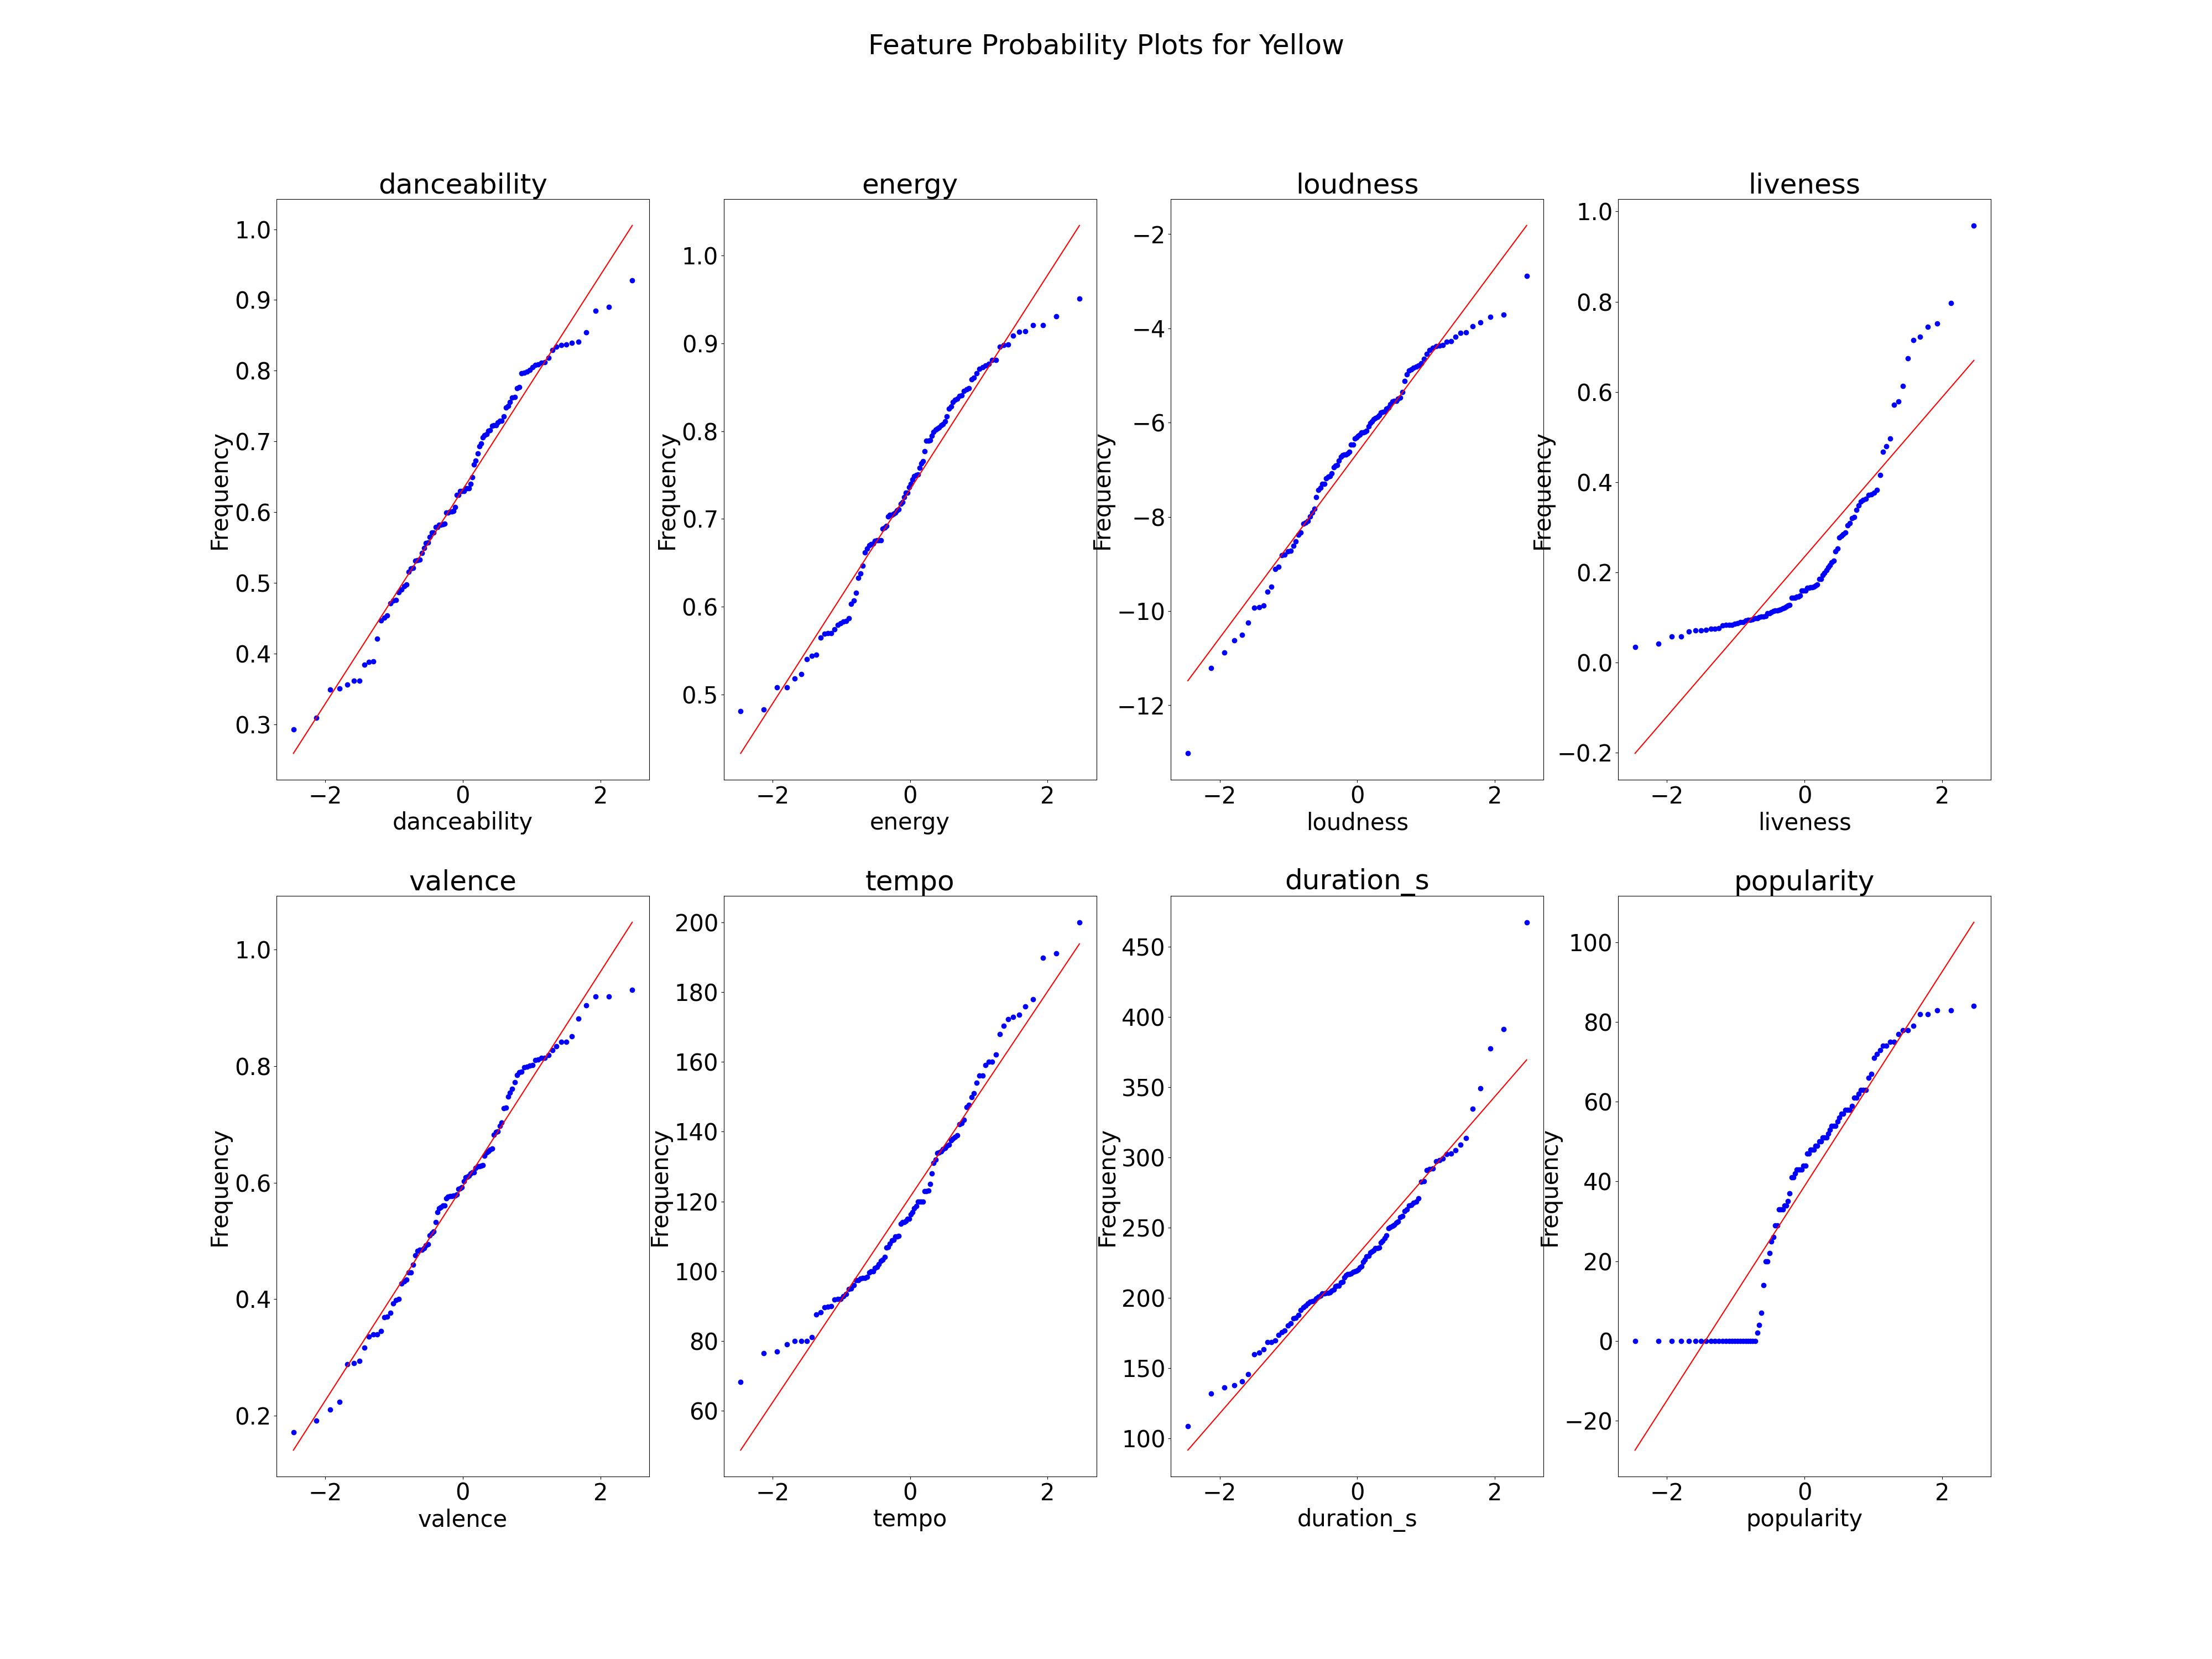 Feature Probability Plots for Yellow
danceability
energy
loudness
liveness
1.0
0.9
0.8
0.7
0.6
0.5
0.4
0.3
Frequency
−2 0 2
danceability
1.0
0.9
0.8
0.7
0.6
0.5
Frequency
−2 0 2
energy
−2
−4
−6
−8
−10
−12
Frequency
−2 0 2
loudness
1.0
0.8
0.6
0.4
0.2
0.0
−0.2
Frequency
−2 0 2
liveness
valence
tempo
duration_s
popularity
1.0
0.8
0.6
0.4
0.2
Frequency
−2 0 2
valence
200
180
160
140
120
100
80
60
Frequency
−2 0 2
tempo
450
400
350
300
250
200
150
100
Frequency
−2 0 2
duration_s
100
80
60
40
20
0
−20
Frequency
−2 0 2
popularity